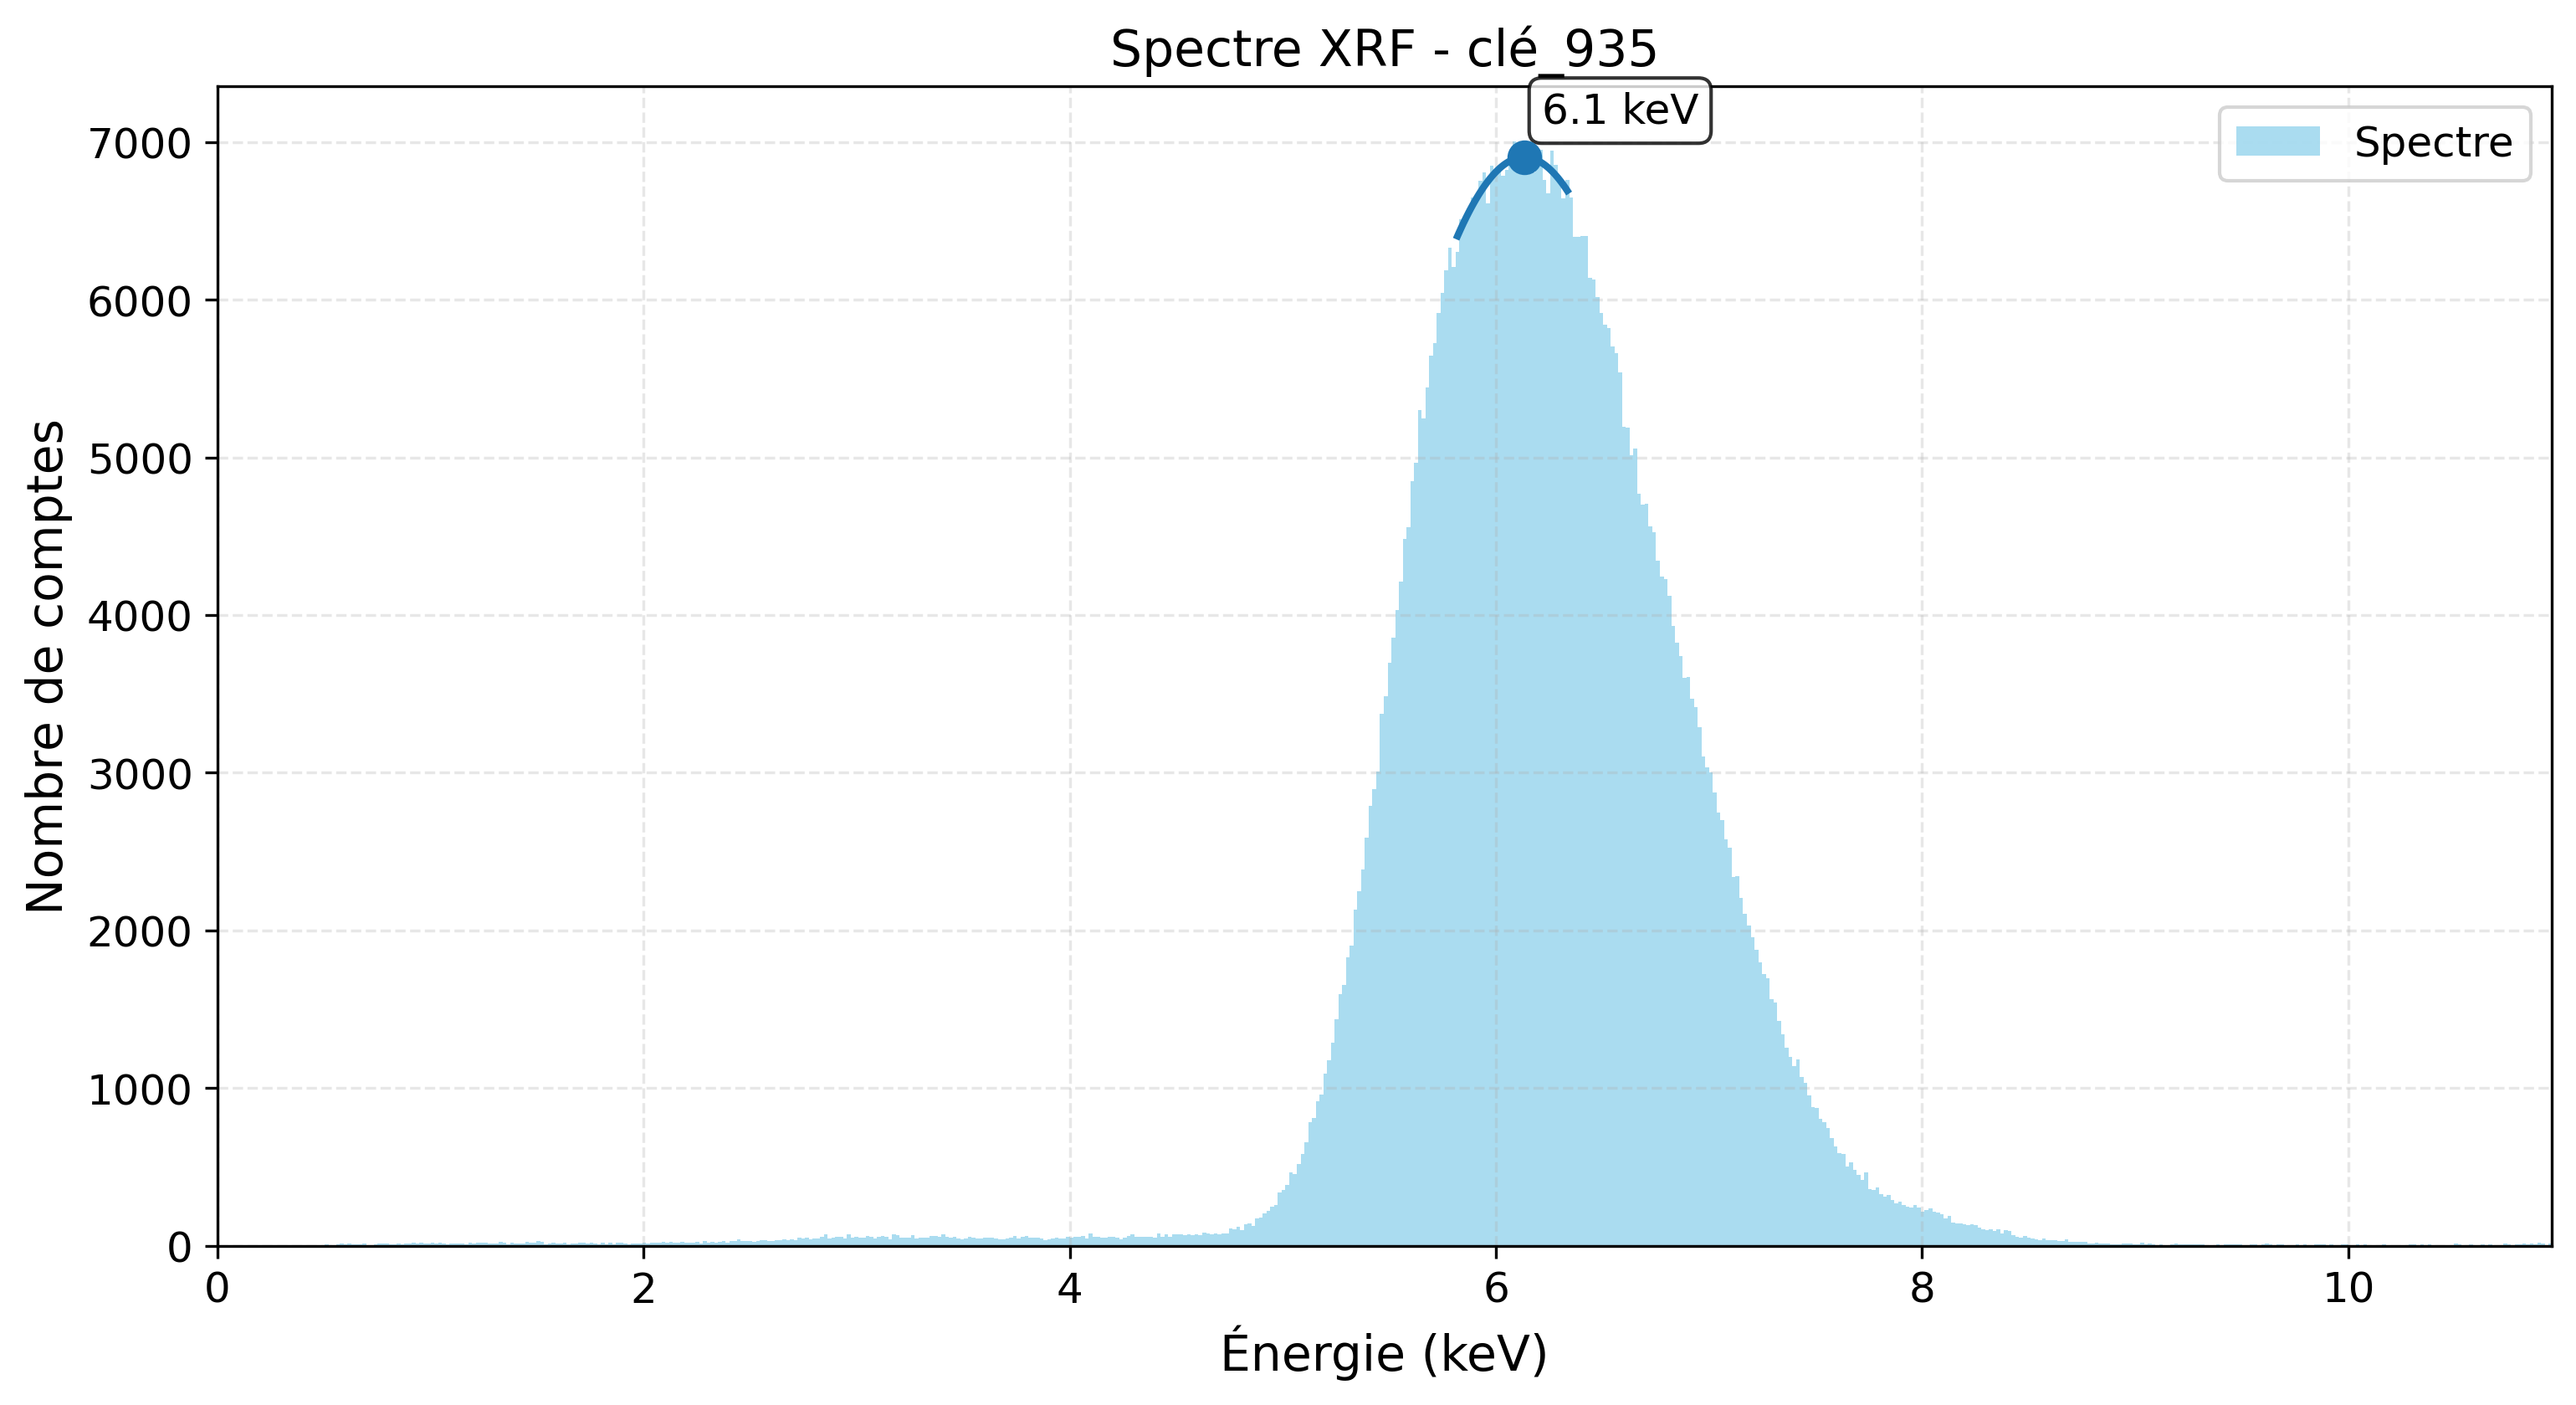 Spectre XRF - clé_935
6.1 keV
Spectre
7000
6000
5000
4000
3000
2000
1000
0
Nombre de comptes
0 2 4 6 8 10
Énergie (keV)